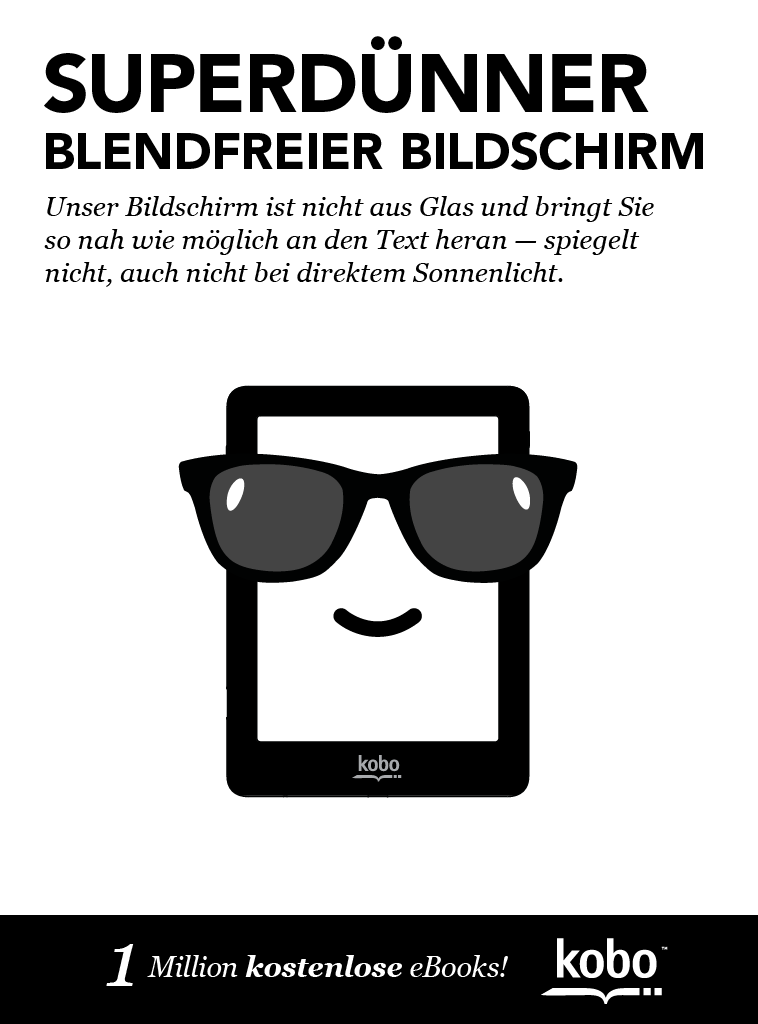 SUPERDÜNNER
BLENDFREIER BILDSCHIRM
Unser Bildschirm ist nicht aus Glas und bringt Sie
so nah wie möglich an den Text heran — spiegelt
nicht, auch nicht bei direktem Sonnenlicht.
kobo
1 Million kostenlose eBooks!
kobo™